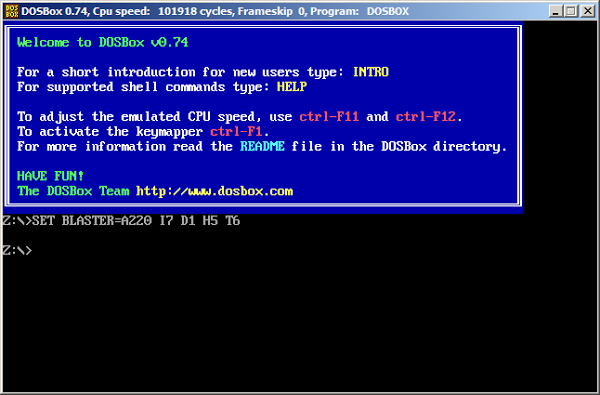 DOS
BOX
DOSBox 0.74, Cpu speed: 101918 cycles, Frameskip 0, Program: DOSBOX
Welcome to DOSBox v0.74
For a short introduction for new users type: INTRO
For supported shell commands type: HELP
To adjust the emulated CPU speed, use ctrl-F11 and ctrl-F12.
To activate the keymapper ctrl-F1.
For more information read the README file in the DOSBox directory.
HAVE FUN!
The DOSBox Team http://www.dosbox.com
Z:\>SET BLASTER=A220 I7 D1 H5 T6
Z:\>